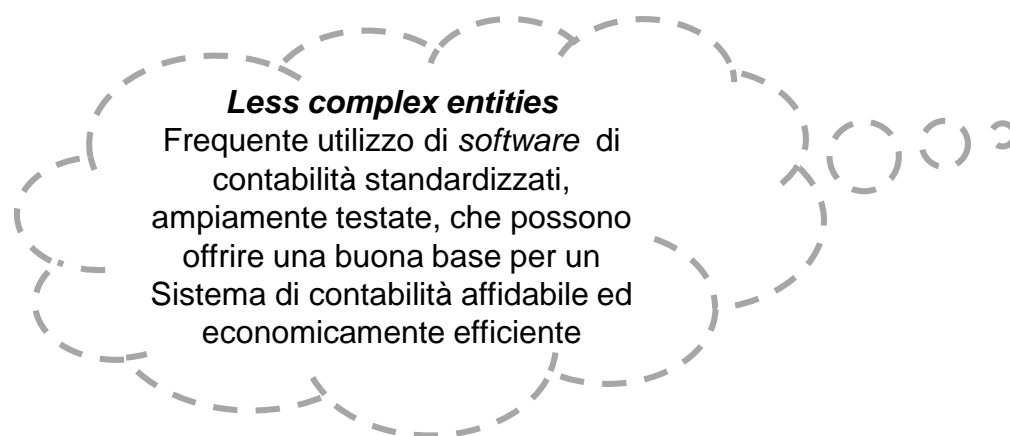 Less complex entities
Frequente utilizzo di software di
contabilità standardizzati,
ampiamente testate, che possono
offrire una buona base per un
Sistema di contabilità affidabile ed
economicamente efficiente